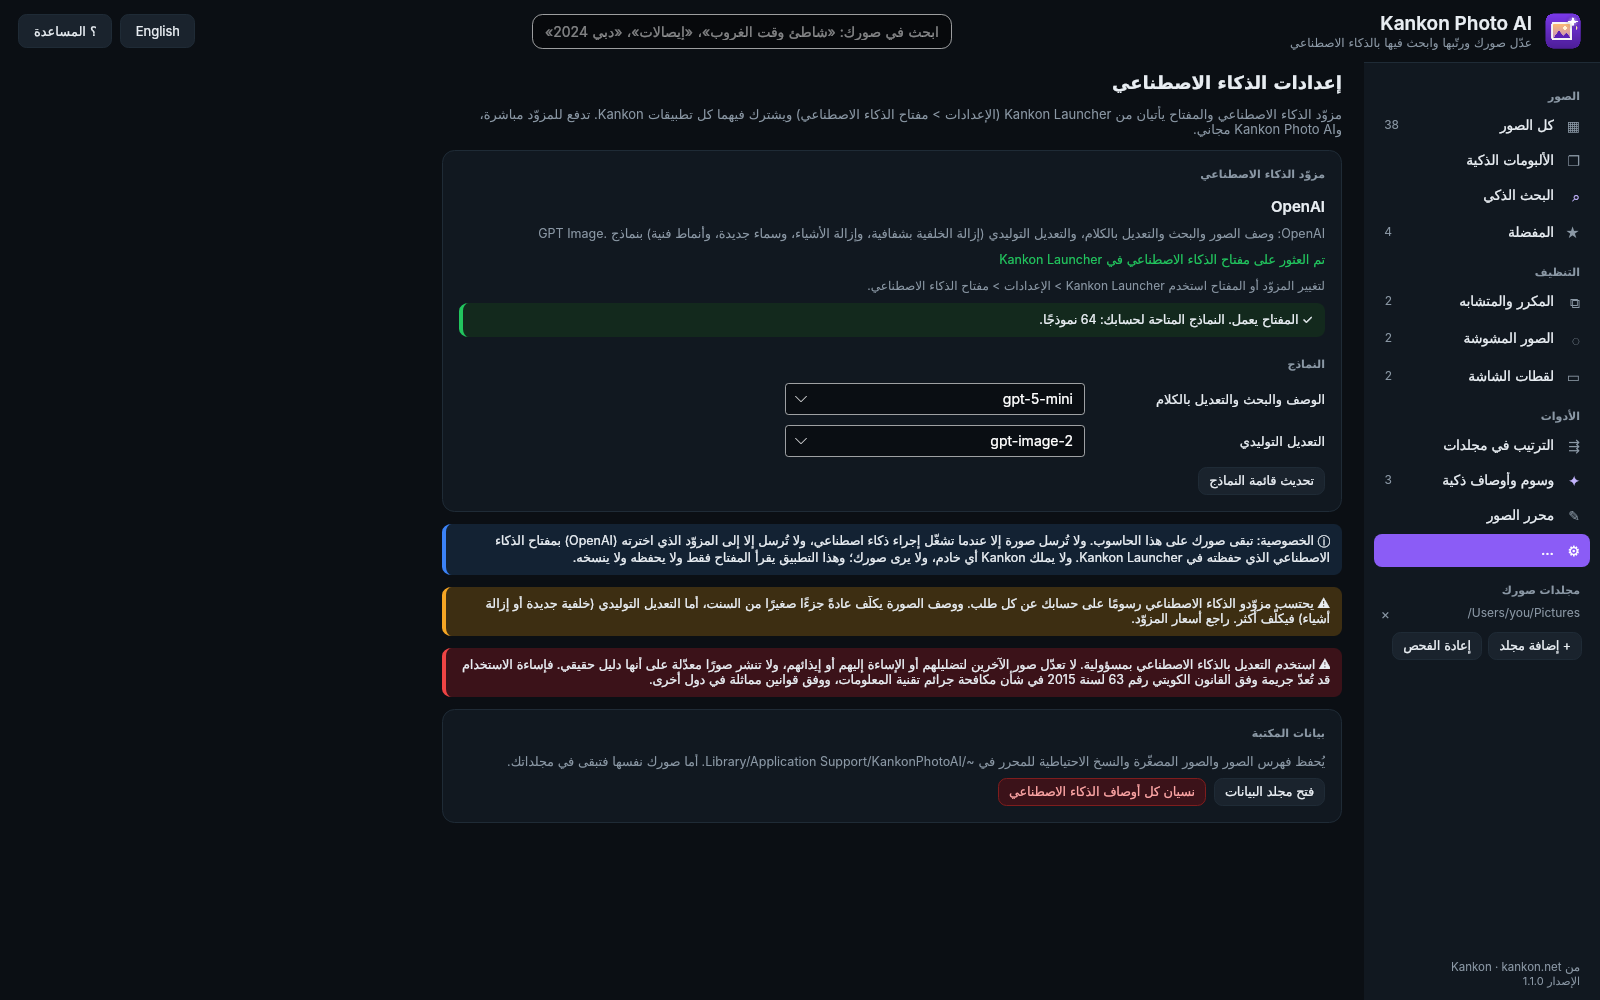 Kankon Photo AI
عدّل صورك ورتّبها وابحث فيها بالذكاء الاصطناعي
ابحث في صورك: «شاطئ وقت الغروب»، «إيصالات»، «دبي 2024»
English
؟ المساعدة
الصور
كل الصور 38
الألبومات الذكية
البحث الذكي
المفضلة 4
التنظيف
المكرر والمتشابه 2
الصور المشوشة 2
لقطات الشاشة 2
الأدوات
الترتيب في مجلدات
وسوم وأوصاف ذكية 3
محرر الصور
...
مجلدات صورك
/Users/you/Pictures ×
+ إضافة مجلد
إعادة الفحص
من Kankon · kankon.net
الإصدار 1.1.0
إعدادات الذكاء الاصطناعي
مزوّد الذكاء الاصطناعي والمفتاح يأتيان من Kankon Launcher (الإعدادات > مفتاح الذكاء الاصطناعي) ويشترك فيهما كل تطبيقات Kankon. تدفع للمزوّد مباشرة،
وKankon Photo AI مجاني.
مزوّد الذكاء الاصطناعي
OpenAI
OpenAI: وصف الصور والبحث والتعديل بالكلام، والتعديل التوليدي (إزالة الخلفية بشفافية، وإزالة الأشياء، وسماء جديدة، وأنماط فنية) بنماذج GPT Image.
تم العثور على مفتاح الذكاء الاصطناعي في Kankon Launcher
لتغيير المزوّد أو المفتاح استخدم Kankon Launcher > الإعدادات > مفتاح الذكاء الاصطناعي.
✓ المفتاح يعمل. النماذج المتاحة لحسابك: 64 نموذجًا.
النماذج
الوصف والبحث والتعديل بالكلام gpt-5-mini
التعديل التوليدي gpt-image-2
تحديث قائمة النماذج
ⓘ الخصوصية: تبقى صورك على هذا الحاسوب. ولا تُرسل صورة إلا عندما تشغّل إجراء ذكاء اصطناعي، ولا تُرسل إلا إلى المزوّد الذي اخترته (OpenAI) بمفتاح الذكاء
الاصطناعي الذي حفظته في Kankon Launcher. ولا يملك Kankon أي خادم، ولا يرى صورك؛ وهذا التطبيق يقرأ المفتاح فقط ولا يحفظه ولا ينسخه.
⚠ يحتسب مزوّدو الذكاء الاصطناعي رسومًا على حسابك عن كل طلب. ووصف الصورة يكلّف عادةً جزءًا صغيرًا من السنت، أما التعديل التوليدي (خلفية جديدة أو إزالة
أشياء) فيكلّف أكثر. راجع أسعار المزوّد.
⚠ استخدم التعديل بالذكاء الاصطناعي بمسؤولية. لا تعدّل صور الآخرين لتضليلهم أو الإساءة إليهم أو إيذائهم، ولا تنشر صورًا معدّلة على أنها دليل حقيقي. فإساءة الاستخدام
قد تُعدّ جريمة وفق القانون الكويتي رقم 63 لسنة 2015 في شأن مكافحة جرائم تقنية المعلومات، ووفق قوانين مماثلة في دول أخرى.
بيانات المكتبة
يُحفظ فهرس الصور والصور المصغّرة والنسخ الاحتياطية للمحرر في ~/Library/Application Support/KankonPhotoAI. أما صورك نفسها فتبقى في مجلداتك.
فتح مجلد البيانات
نسيان كل أوصاف الذكاء الاصطناعي